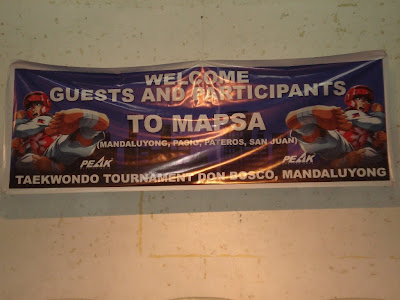 WELCOME
GUESTS AND PARTICIPANTS
TO MAPSA
(MANDALUYONG, PASIG, PATEROS, SAN JUAN)
PEAK PEAK
TAEKWONDO TOURNAMENT DON BOSCO, MANDALUYONG